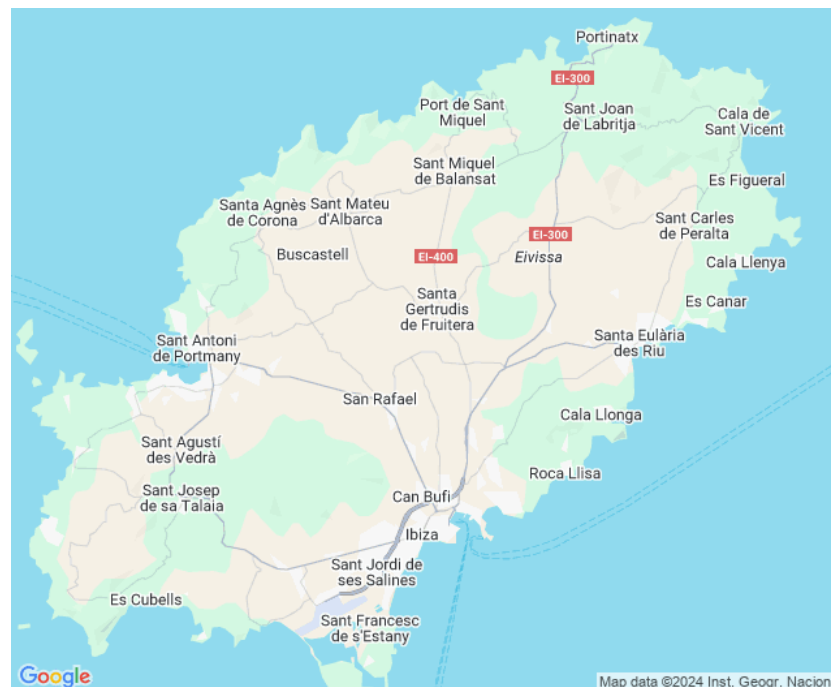 Portinatx
EI-300
Port de Sant
Miquel
Sant Joan
de Labritja
Cala de
Sant Vicent
Sant Miquel
de Balansat
Es Figueral
Santa Agnès
de Corona
Sant Mateu
d'Albarca
Sant Carles
de Peralta
EI-300
Buscastell
EI-400
Eivissa
Cala Llenya
Santa
Gertrudis
de Fruitera
Es Canar
Sant Antoni
de Portmany
Santa Eulària
des Riu
San Rafael
Cala Llonga
Sant Agustí
des Vedrà
Roca Llisa
Sant Josep
de sa Talaia
Can Bufi
Ibiza
Sant Jordi de
ses Salines
Es Cubells
Sant Francesc
de s'Estany
Google
Map data ©2024 Inst. Geogr. Nacion